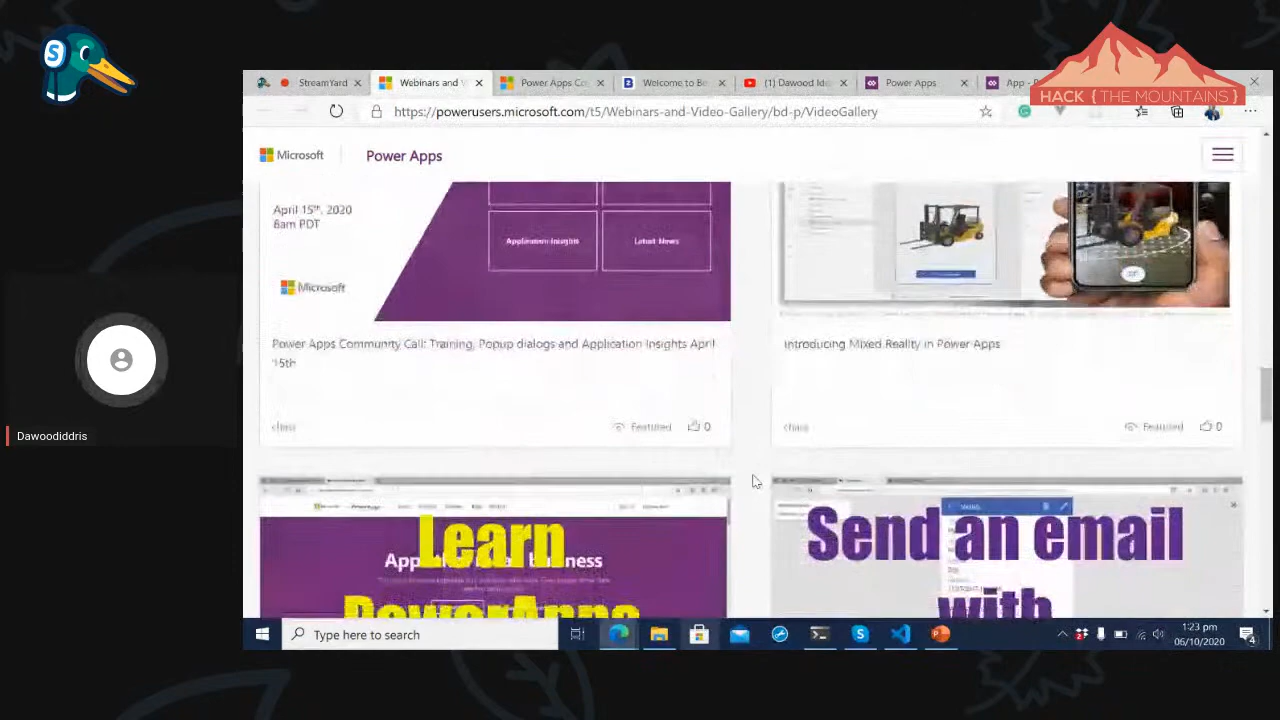 S
HACK {THE MOUNTAINS}
StreamYard
Webinars and V
Power Apps Co
Welcome to Be
(1) Dawood Idd
Power Apps
App - P
https://powerusers.microsoft.com/t5/Webinars-and-Video-Gallery/bd-p/VideoGallery
Microsoft
Power Apps
April 15th, 2020
8am PDT
Application Insights
Latest News
Microsoft
Power Apps Community Call: Training, Popup dialogs and Application Insights April
15th
Introducing Mixed Reality in Power Apps
Featured
0
Featured
0
Dawoodiddris
Learn
PowerApps
business
Send an email
with
Type here to search
1:23 pm
06/10/2020
4